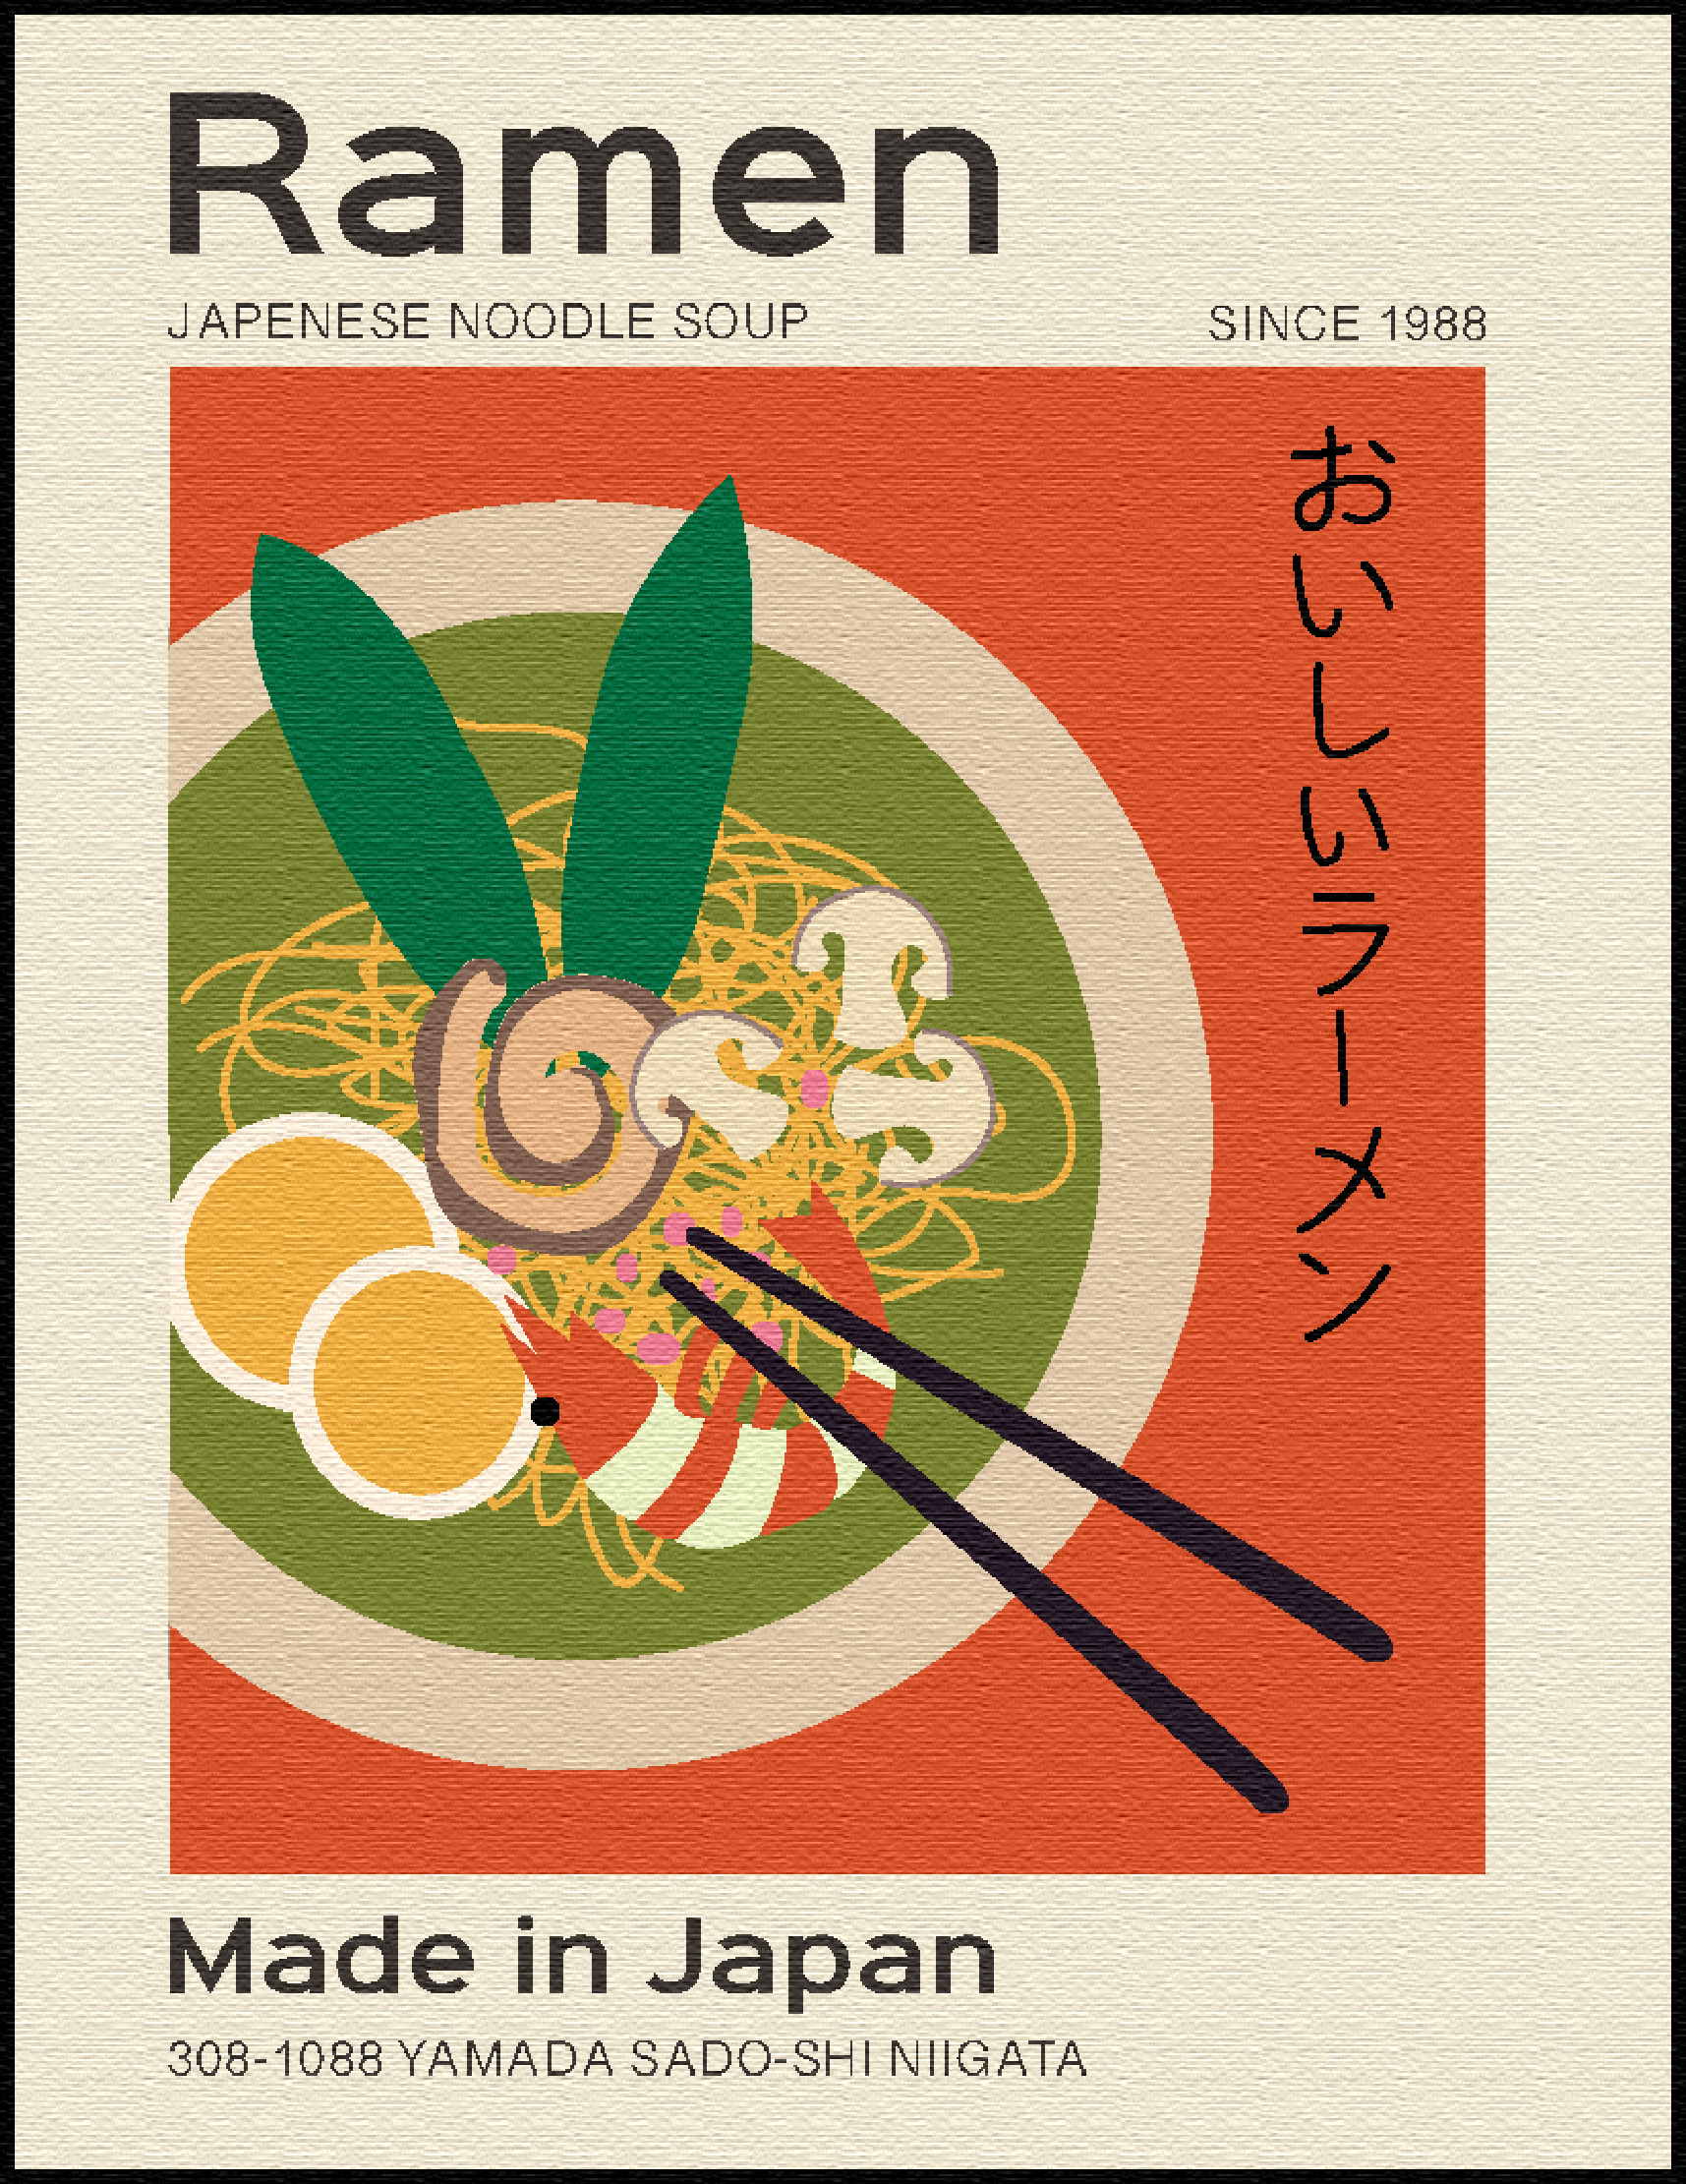 Ramen
JAPENESE NOODLE SOUP
SINCE 1988
おいしいラーメン
Made in Japan
308-1088 YAMADA SADO-SHI NIIGATA